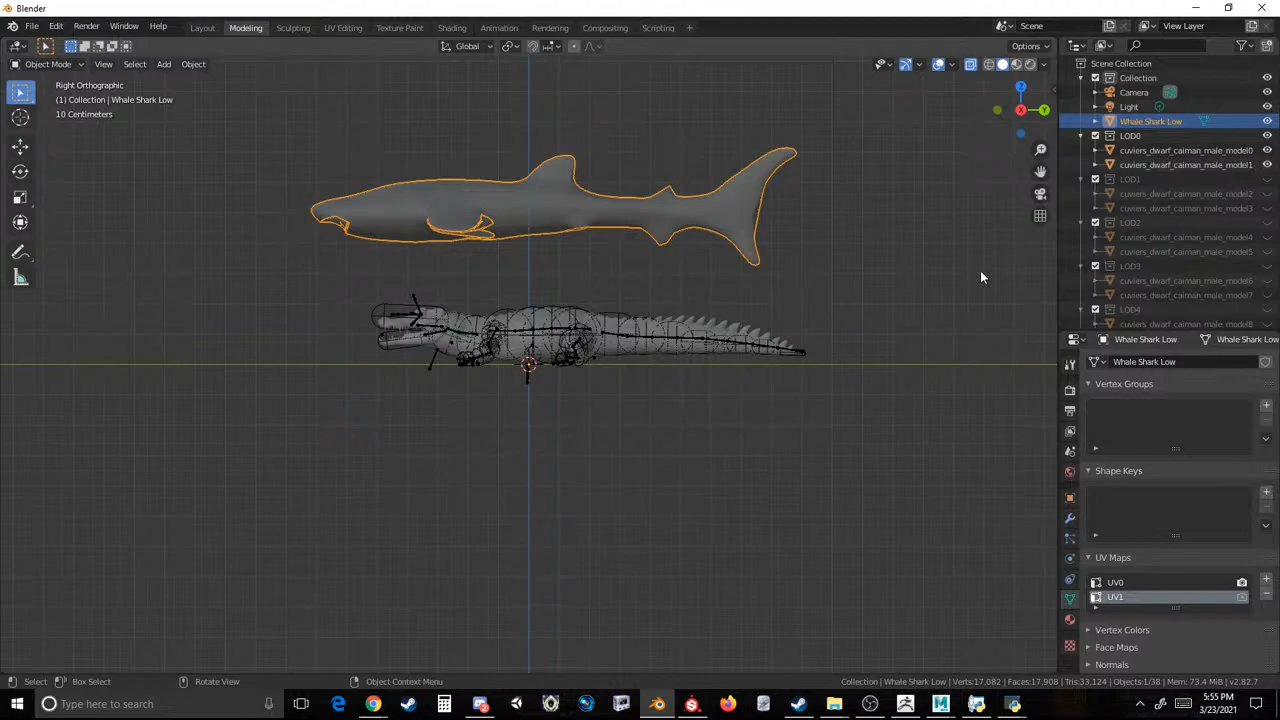 Blender
File Edit Render Window Help Layout Modeling Sculpting UV Editing Texture Paint Shading Animation Rendering Compositing Scripting + Scene View Layer
Global Options
Object Mode View Select Add Object
Right Orthographic
(1) Collection | Whale Shark Low
10 Centimeters
Z
X
Y
Scene Collection
Collection
Camera
Light
Whale Shark Low
LOD0
cuviers_dwarf_caiman_male_model0
cuviers_dwarf_caiman_male_model1
LOD1
cuviers_dwarf_caiman_male_model2
cuviers_dwarf_caiman_male_model3
LOD2
cuviers_dwarf_caiman_male_model4
cuviers_dwarf_caiman_male_model5
LOD3
cuviers_dwarf_caiman_male_model6
cuviers_dwarf_caiman_male_model7
LOD4
cuviers_dwarf_caiman_male_model8
Whale Shark Low Whale Shark Low
Whale Shark Low
Vertex Groups
Shape Keys
UV Maps
UV0
UV1
Vertex Colors
Face Maps
Normals
Select Box Select Rotate View Object Context Menu Collection | Whale Shark Low | Verts:17,082 | Faces:17,908 | Tris:33,124 | Objects:1/38 | Mem: 73.4 MiB | v2.82.7
Type here to search
5:55 PM
3/23/2021